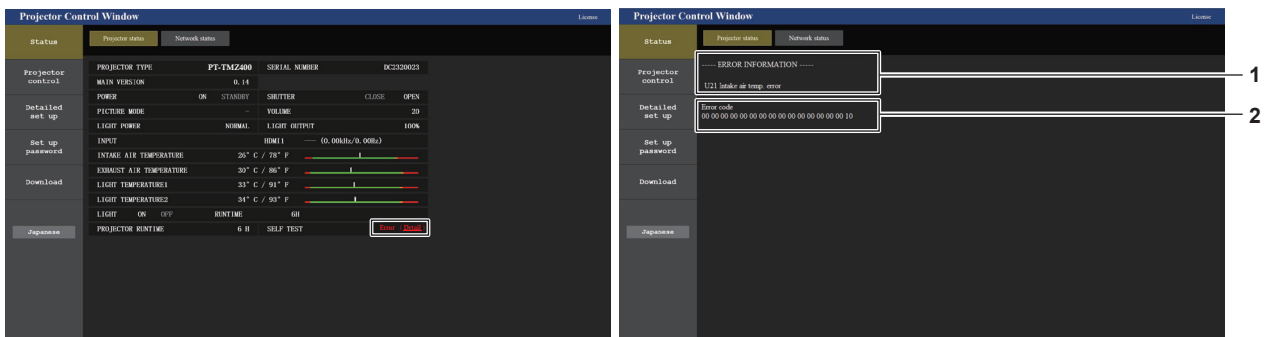 Projector Control Window
License
Status
Projector status
Network status
Projector
control
Detailed
set up
Set up
password
Download
Japanese
PROJECTOR TYPE PT-TMZ400 SERIAL NUMBER DC2320023
MAIN VERSION 0.14
POWER ON STANDBY SHUTTER CLOSE OPEN
PICTURE MODE — VOLUME 20
LIGHT POWER NORMAL LIGHT OUTPUT 100%
INPUT HDMI1 ── (0.00kHz/0.00Hz)
INTAKE AIR TEMPERATURE 26° C / 78° F
EXHAUST AIR TEMPERATURE 30° C / 86° F
LIGHT TEMPERATURE1 33° C / 91° F
LIGHT TEMPERATURE2 34° C / 93° F
LIGHT ON OFF RUNTIME 6H
PROJECTOR RUNTIME 6 H SELF TEST Error (Detail)
Projector Control Window
License
Status
Projector status
Network status
Projector
control
Detailed
set up
Set up
password
Download
Japanese
----- ERROR INFORMATION -----
U21 Intake air temp. error
1
Error code
00 00 00 00 00 00 00 00 00 00 00 00 00 00 00 10
2